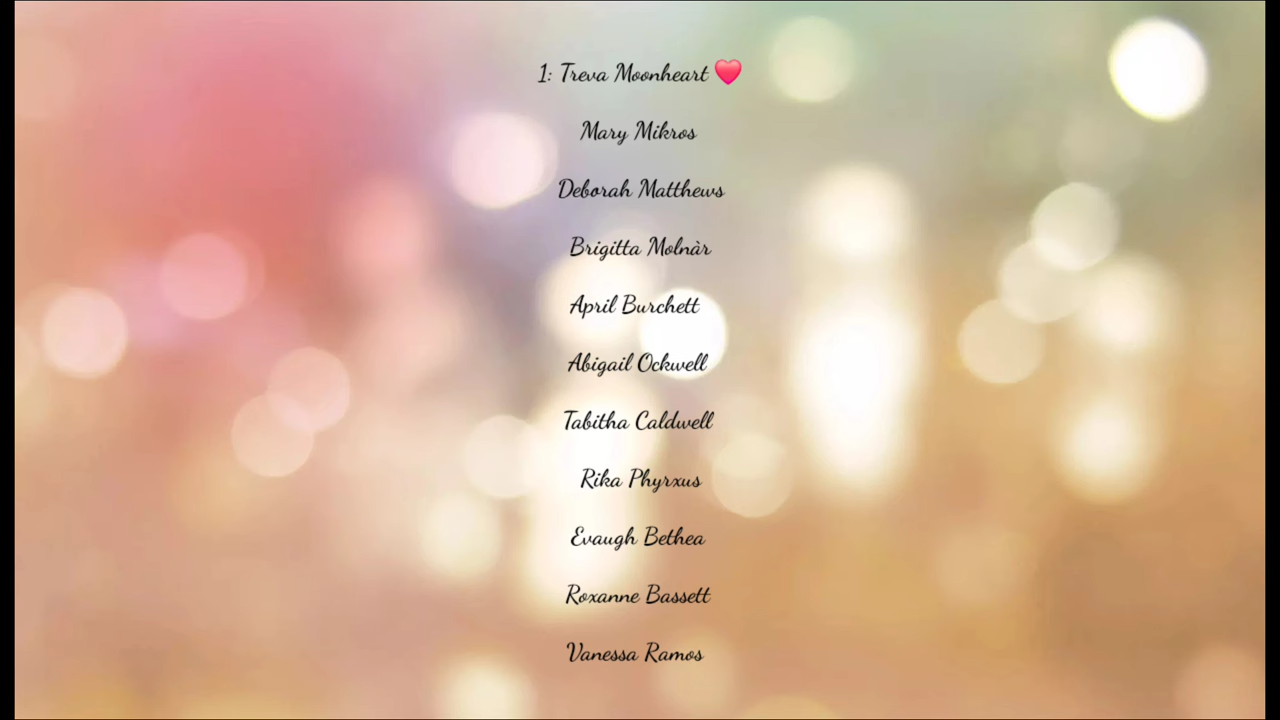 1: Treva Moonheart ❤️
Mary Mikros
Deborah Matthews
Brigitta Molnàr
April Burchett
Abigail Ockwell
Tabitha Caldwell
Rika Phyrxus
Evaugh Bethea
Roxanne Bassett
Vanessa Ramos